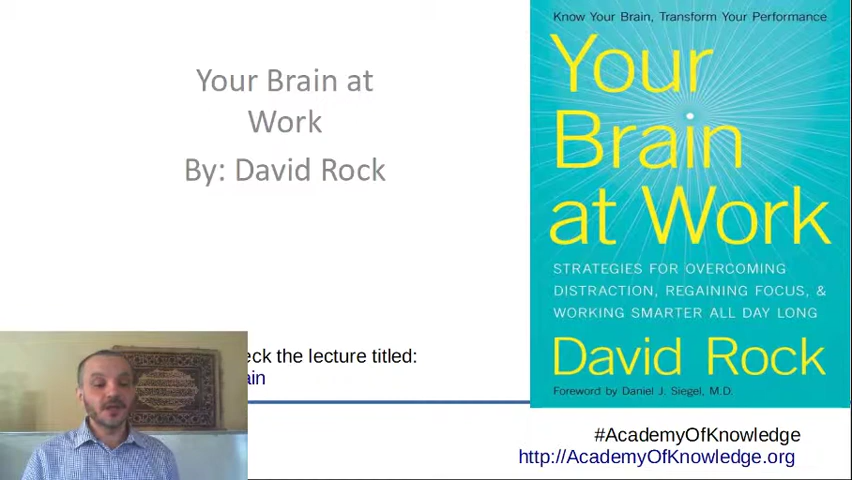 Your Brain at
Work
By: David Rock
eck the lecture titled:
ain
Know Your Brain, Transform Your Performance
Your
Brain
at Work
STRATEGIES FOR OVERCOMING
DISTRACTION, REGAINING FOCUS, &
WORKING SMARTER ALL DAY LONG
David Rock
Foreword by Daniel J. Siegel, M.D.
#AcademyOfKnowledge
http://AcademyOfKnowledge.org